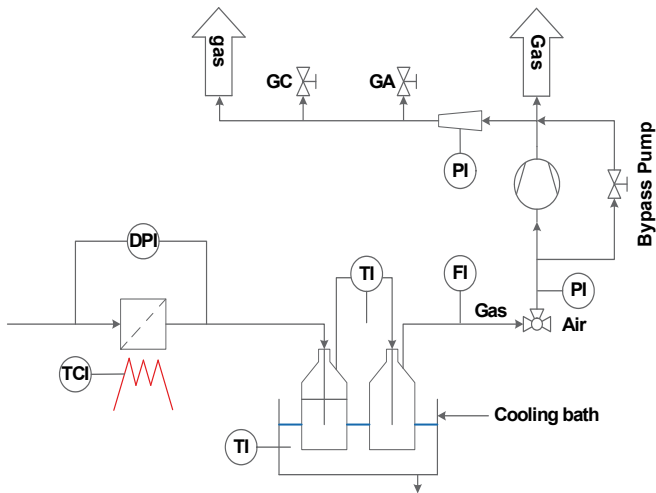 gas
Gas
GC
GA
PI
Bypass Pump
DPI
TI
FI
PI
Gas
Air
TCI
Cooling bath
TI